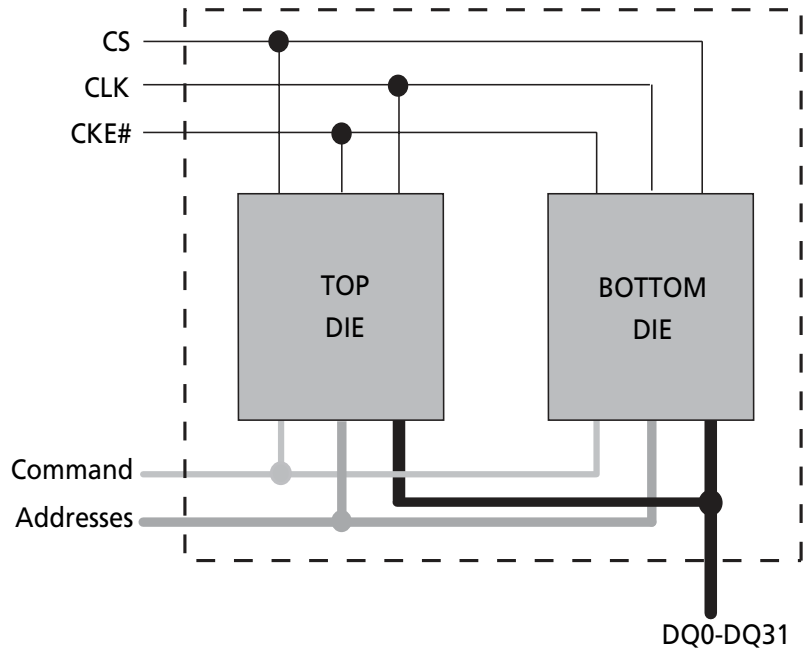 CS
CLK
CKE#
TOP
DIE
BOTTOM
DIE
Command
Addresses
DQ0-DQ31